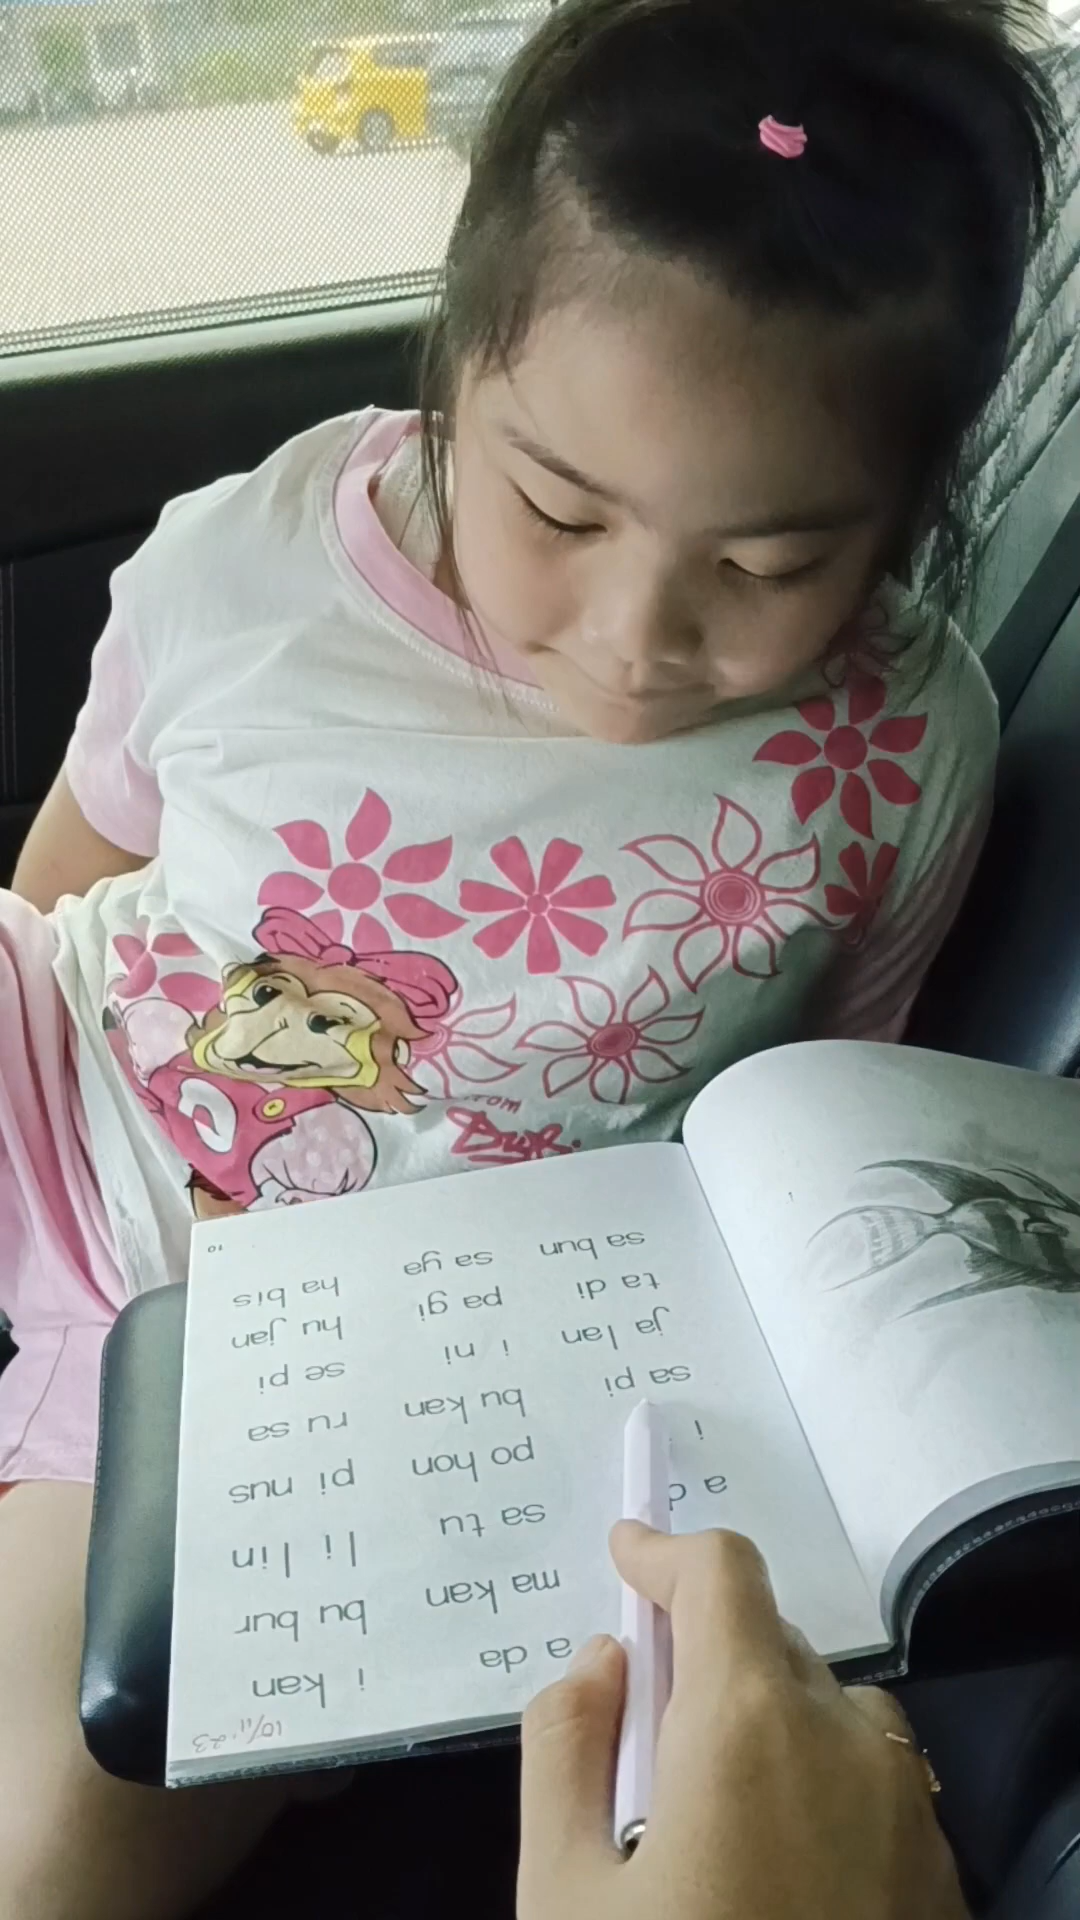 10/11.23
a da i kan
ma kan bu bur
a sa tu li lin
i po hon pi nus
sa pi bu kan ru sa
ja lan i ni se pi
ta di pa gi hu jan
sa bun sa ya ha bis
10